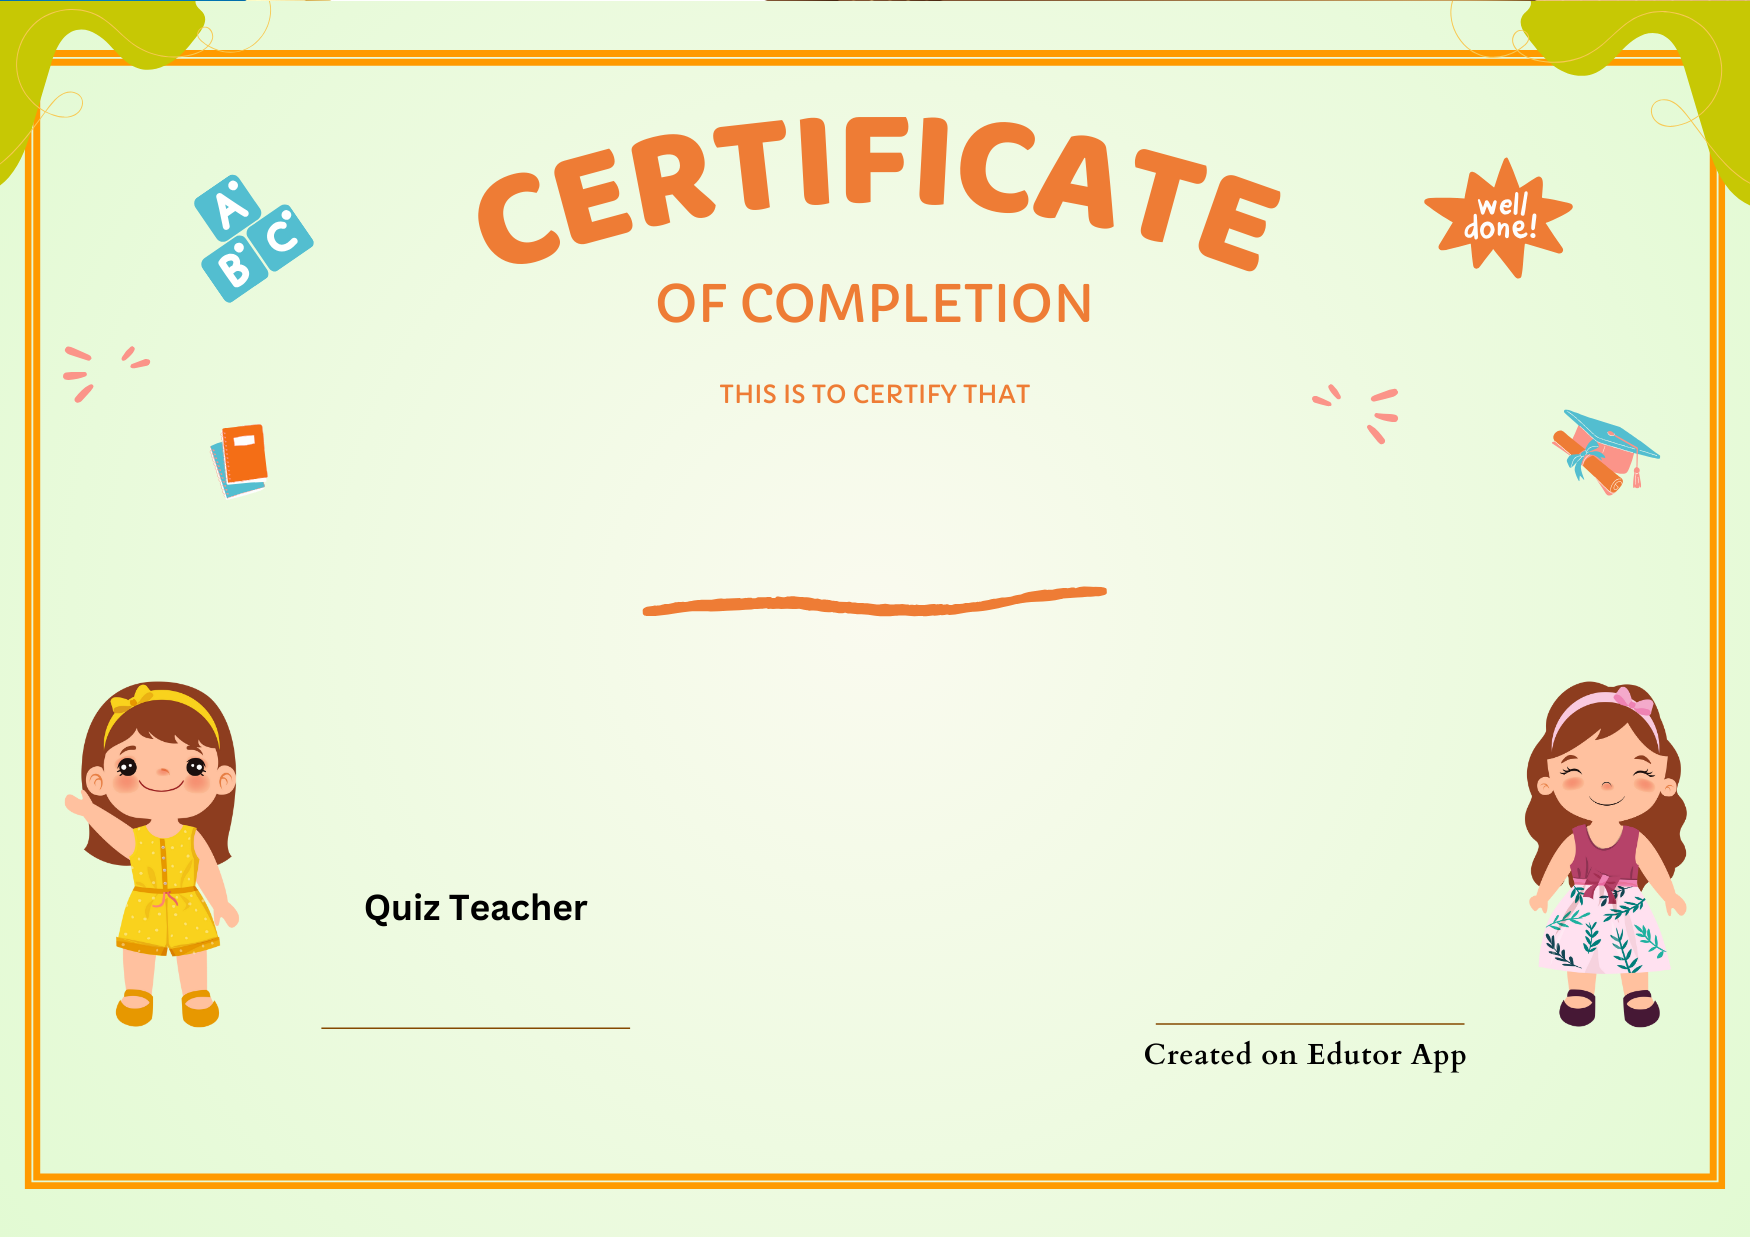 CERTIFICATE
A
B C
well
done!
OF COMPLETION
THIS IS TO CERTIFY THAT
Quiz Teacher
Created on Edutor App